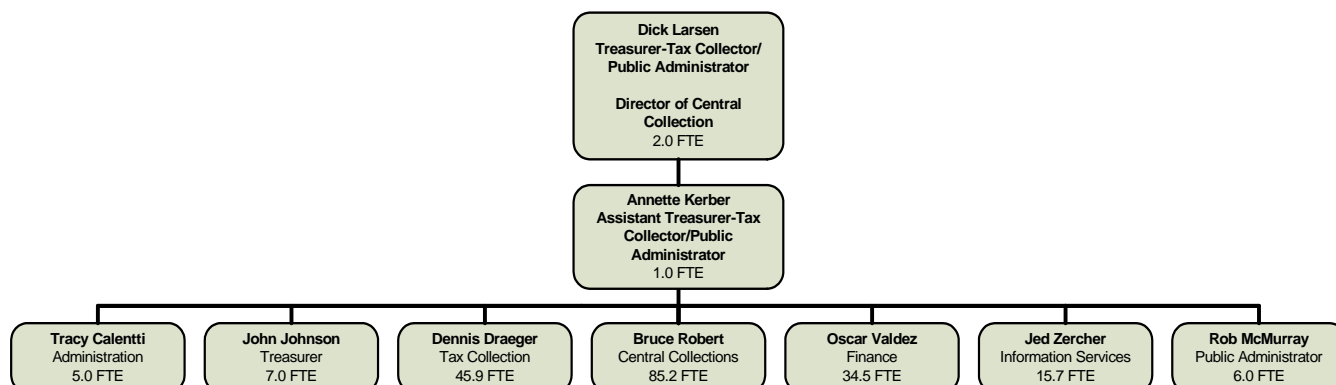 Dick Larsen
Treasurer-Tax Collector/
Public Administrator
Director of Central
Collection
2.0 FTE
Annette Kerber
Assistant Treasurer-Tax
Collector/Public
Administrator
1.0 FTE
Tracy Calentti
Administration
5.0 FTE
John Johnson
Treasurer
7.0 FTE
Dennis Draeger
Tax Collection
45.9 FTE
Bruce Robert
Central Collections
85.2 FTE
Oscar Valdez
Finance
34.5 FTE
Jed Zercher
Information Services
15.7 FTE
Rob McMurray
Public Administrator
6.0 FTE